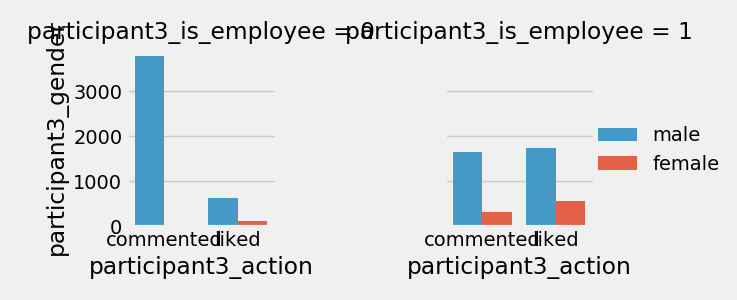 participant3_is_employee = 0
participant3_is_employee = 1
participant3_gender
3000
2000
1000
0
commented
liked
commented
liked
participant3_action
participant3_action
male
female